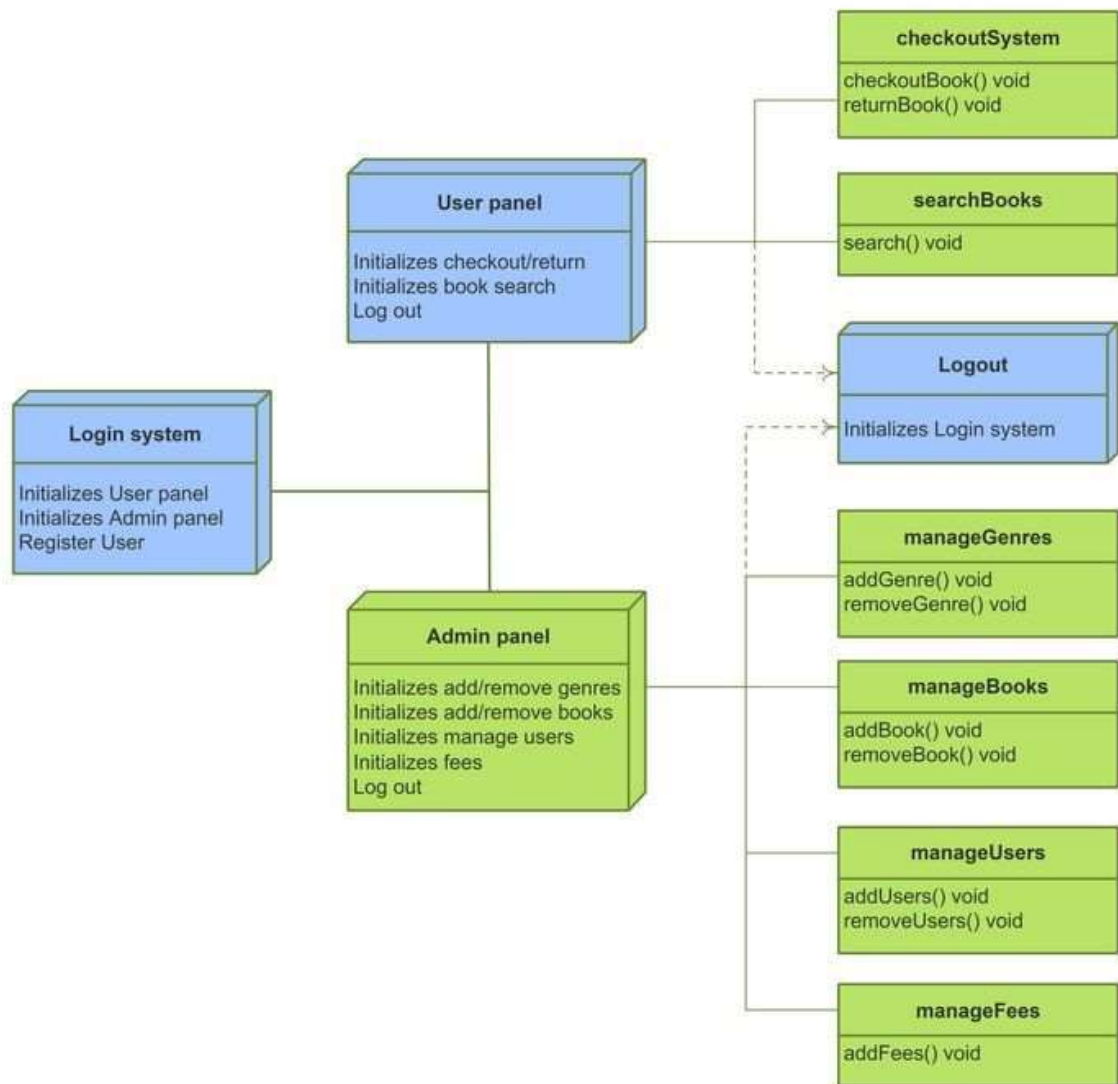 checkoutSystem
checkoutBook() void
returnBook() void
User panel
Initializes checkout/return
Initializes book search
Log out
searchBooks
search() void
Logout
Initializes Login system
Login system
Initializes User panel
Initializes Admin panel
Register User
manageGenres
addGenre() void
removeGenre() void
Admin panel
Initializes add/remove genres
Initializes add/remove books
Initializes manage users
Initializes fees
Log out
manageBooks
addBook() void
removeBook() void
manageUsers
addUsers() void
removeUsers() void
manageFees
addFees() void